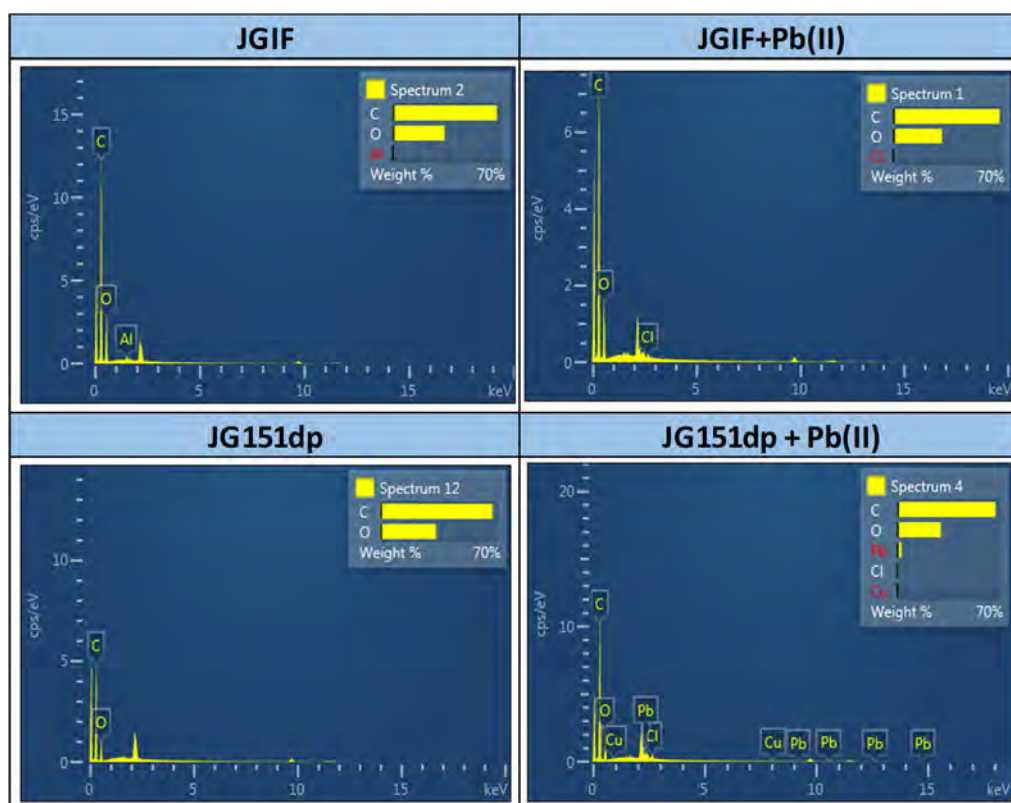 JGIF
JGIF+Pb(II)
Spectrum 2
C
O
Al
Weight % 70%
15
10
5
0
cps/eV
C
O
Al
0 5 10 15 keV
Spectrum 1
C
O
Cl
Weight % 70%
6
4
2
0
cps/eV
C
O
Cl
0 5 10 15 keV
JG151dp
JG151dp + Pb(II)
Spectrum 12
C
O
Weight % 70%
10
5
0
cps/eV
C
O
0 5 10 15 keV
Spectrum 4
C
O
Pb
Cl
Cu
Weight % 70%
20
10
0
cps/eV
C
O
Cu
Pb
Cl
Cu Pb Pb Pb Pb
0 5 10 15 keV